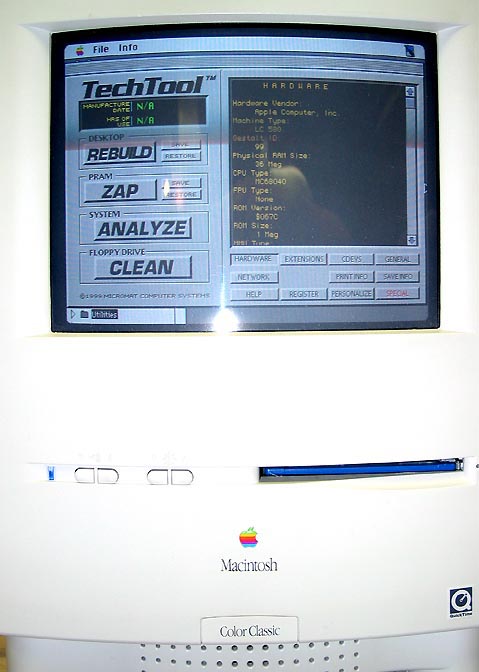 File Info
TechTool™
MANUFACTURE DATE N/A
HRS OF USE N/A
DESKTOP
REBUILD
SAVE
RESTORE
PRAM
ZAP
SAVE
RESTORE
SYSTEM
ANALYZE
FLOPPY DRIVE
CLEAN
©1999 MICROMAT COMPUTER SYSTEMS
HARDWARE
Hardware Vendor
Apple Computer, Inc.
Machine Type:
LC 580
Gestalt ID:
99
Physical RAM Size:
36 Meg
CPU Type:
MC68040
FPU Type:
None
ROM Version:
$067C
ROM Size:
1 Meg
MMU Type
HARDWARE EXTENSIONS CDEVS GENERAL
NETWORK PRINT INFO SAVE INFO
HELP REGISTER PERSONALIZE SPECIAL
Utilities
Macintosh
QuickTime
Color Classic